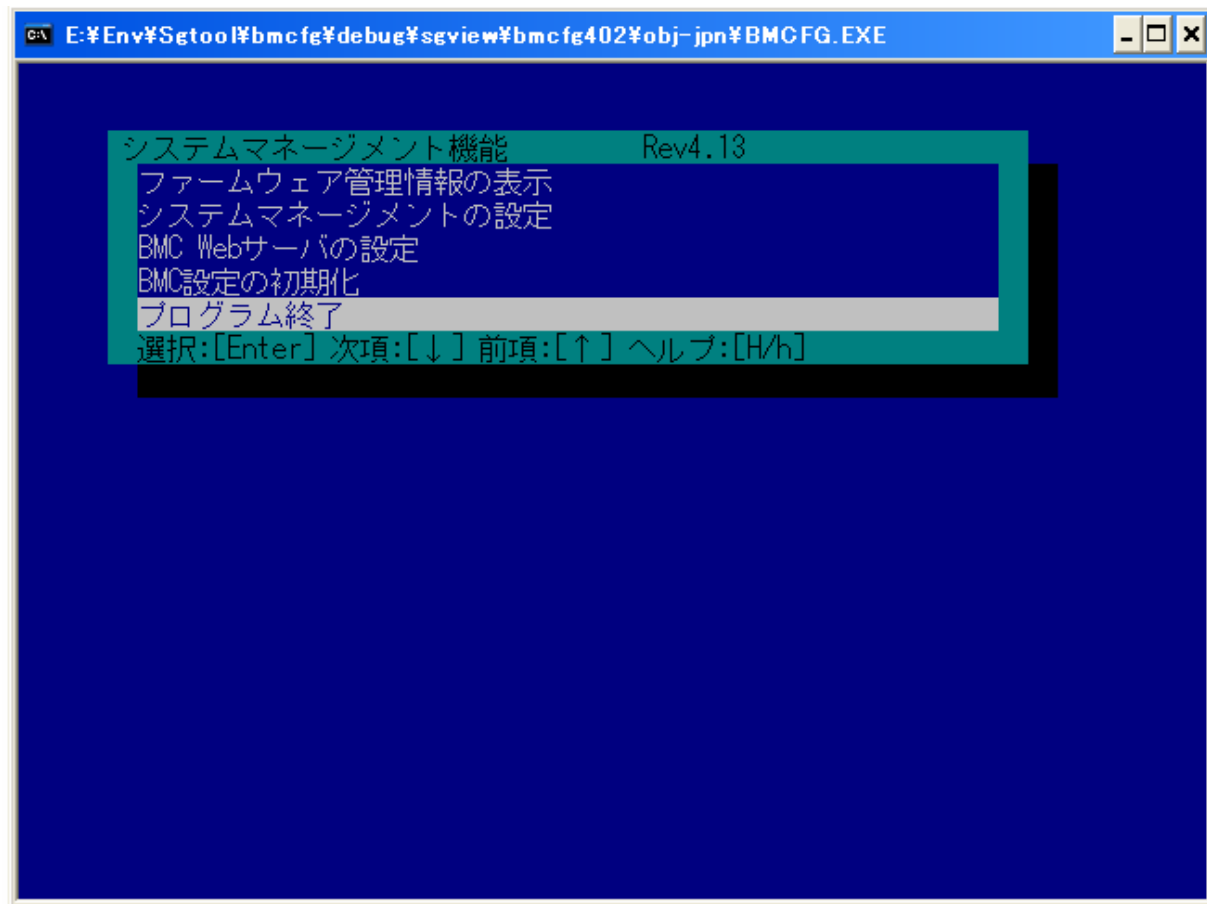 E:¥Env¥Sgtool¥bmcfg¥debug¥sgview¥bmcfg402¥obj-jpn¥BMCFG.EXE
システムマネージメント機能 Rev4.13
ファームウェア管理情報の表示
システムマネージメントの設定
BMC Webサーバの設定
BMC設定の初期化
プログラム終了
選択:[Enter] 次項:[↓] 前項:[↑] ヘルプ:[H/h]